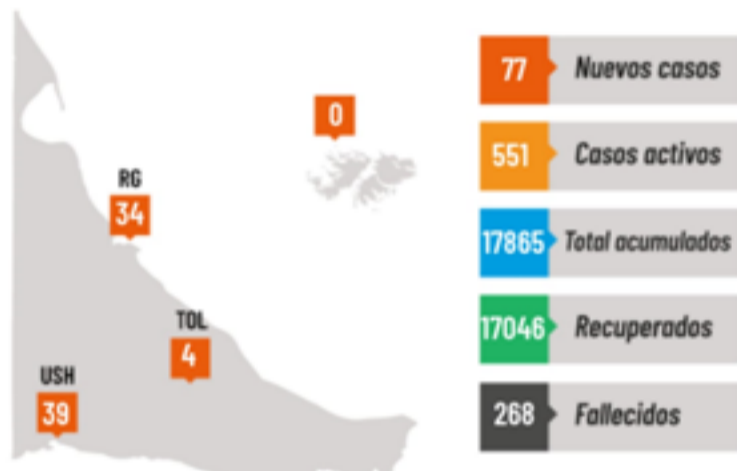 0
RG
34
TOL
4
USH
39
77 Nuevos casos
551 Casos activos
17865 Total acumulados
17046 Recuperados
268 Fallecidos